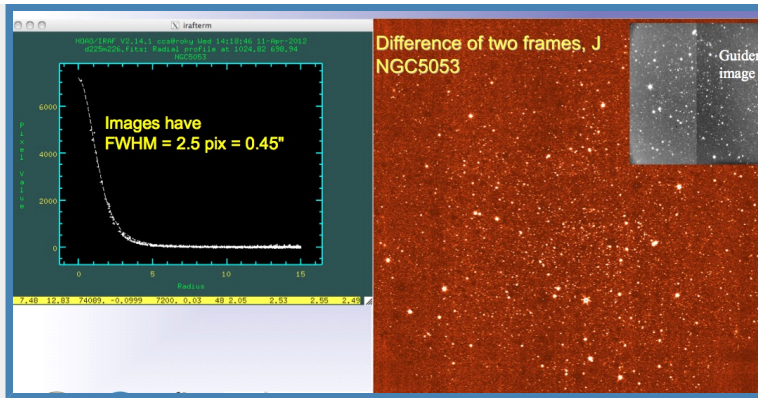 irafterm
NOAO/IRAF V2.14.1 ccs@roky Wed 14:18:46 11-Apr-2012
d225m226.fits: Radial profile at 1024.82 698.94
NGC5053
Images have
FWHM = 2.5 pix = 0.45"
Pixel Value
6000
4000
2000
0
0 5 10 15
Radius
7.48 12.83 74089. -0.0999 7200. 0.03 48 2.05 2.53 2.55 2.49
Difference of two frames, J
NGC5053
Guider
image